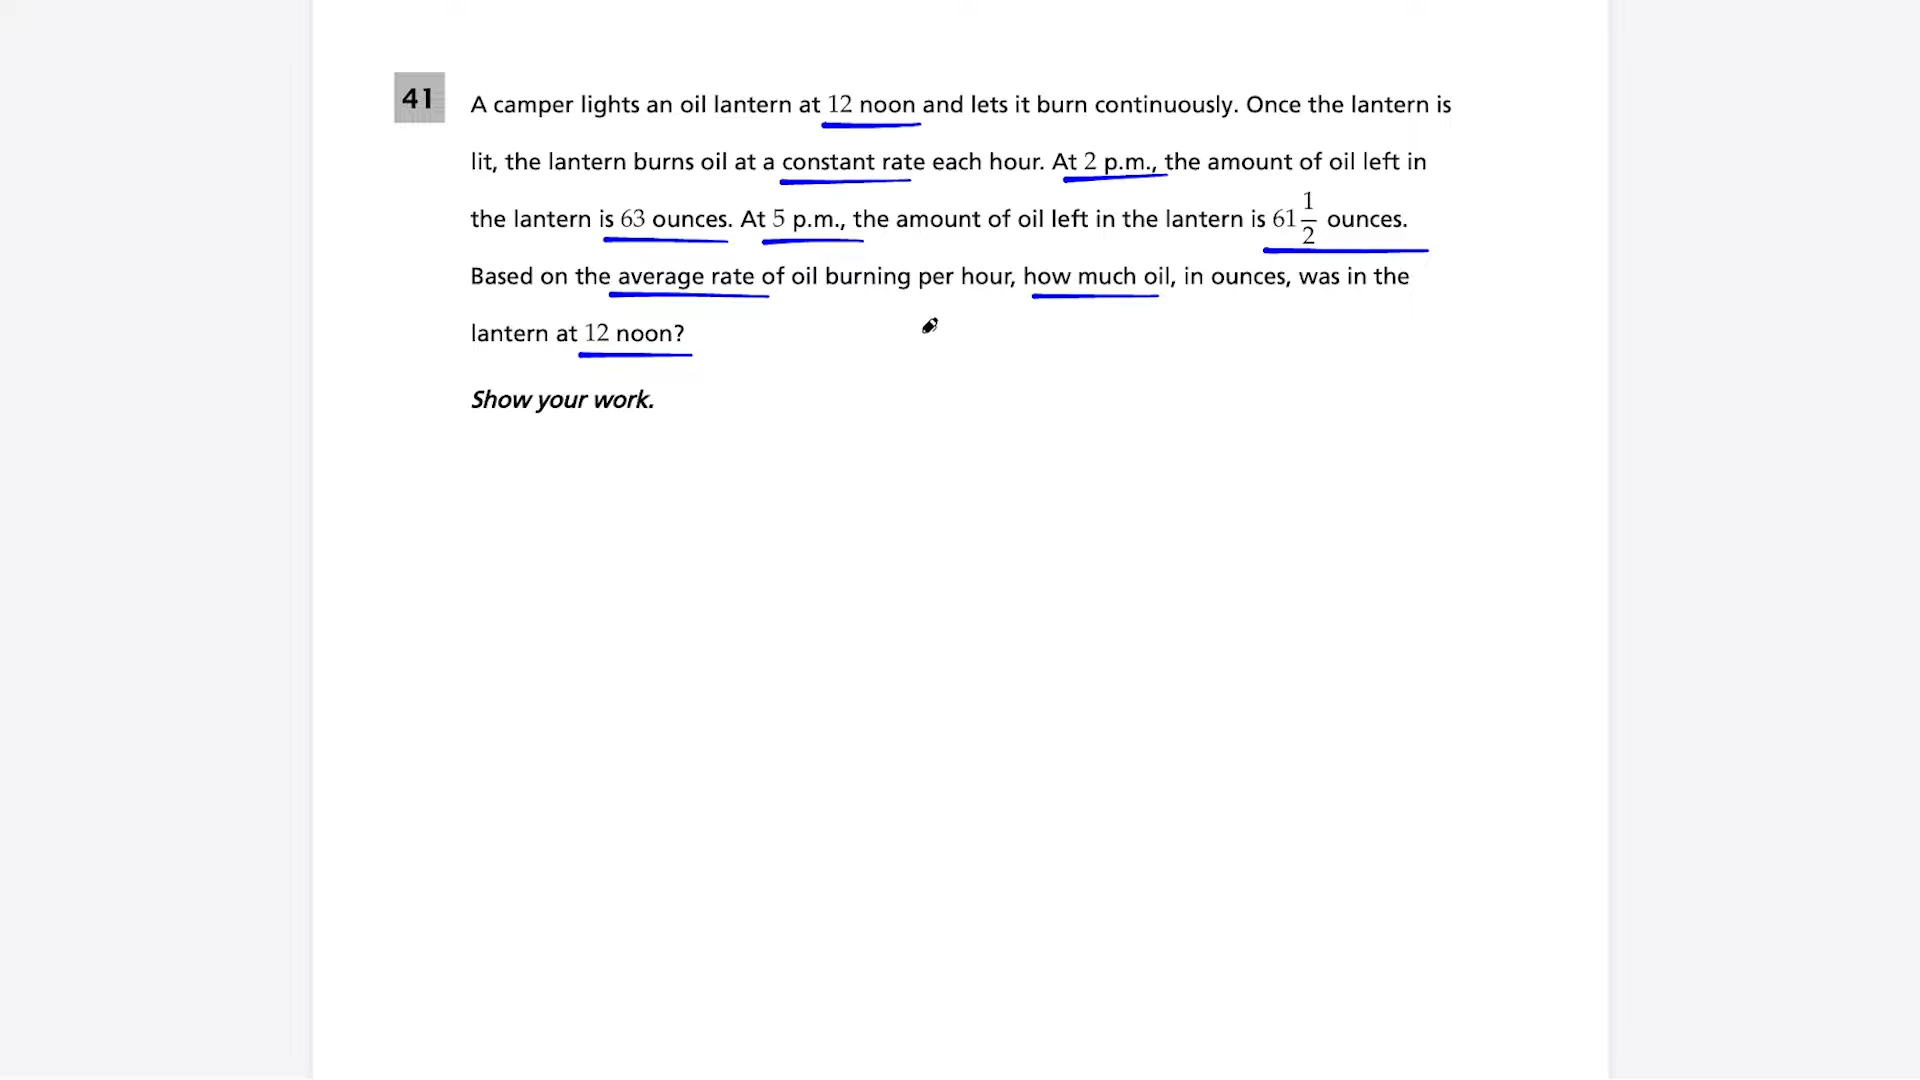 41
A camper lights an oil lantern at 12 noon and lets it burn continuously. Once the lantern is
lit, the lantern burns oil at a constant rate each hour. At 2 p.m., the amount of oil left in
the lantern is 63 ounces. At 5 p.m., the amount of oil left in the lantern is 61 1/2 ounces.
Based on the average rate of oil burning per hour, how much oil, in ounces, was in the
lantern at 12 noon?
Show your work.